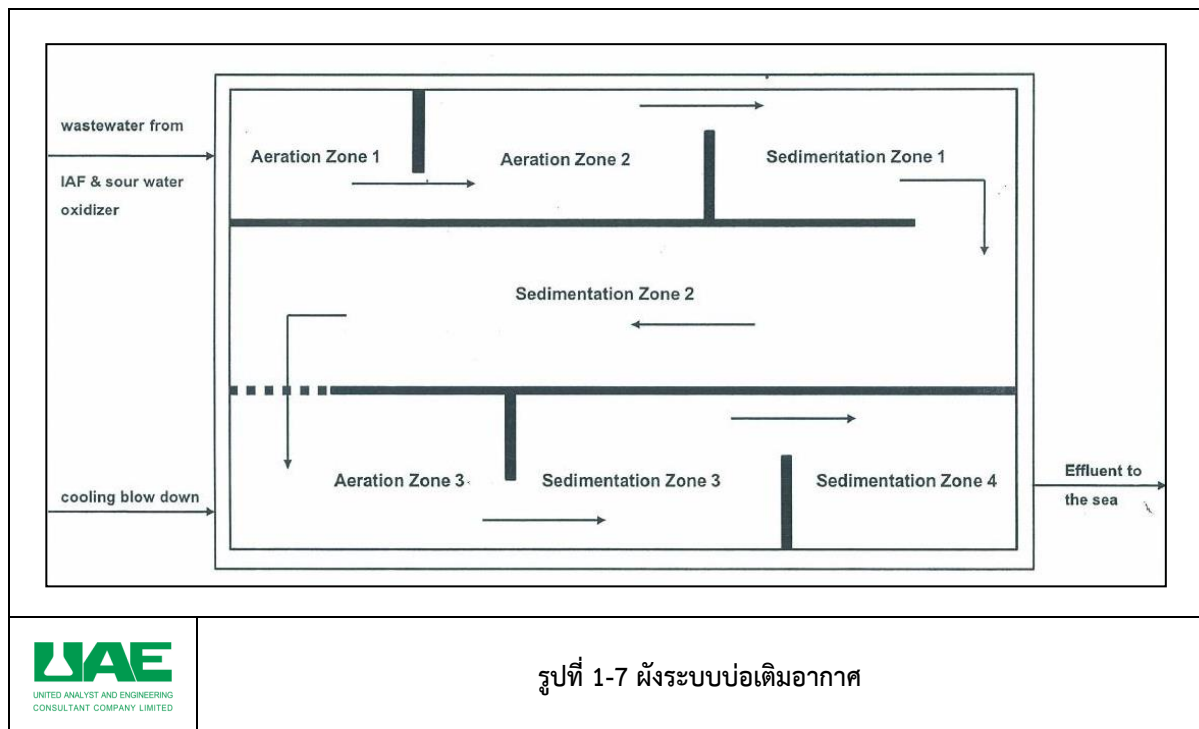 wastewater from
IAF & sour water
oxidizer
Aeration Zone 1
Aeration Zone 2
Sedimentation Zone 1
Sedimentation Zone 2
Aeration Zone 3
Sedimentation Zone 3
Sedimentation Zone 4
cooling blow down
Effluent to
the sea
UAE
UNITED ANALYST AND ENGINEERING
CONSULTANT COMPANY LIMITED
รูปที่ 1-7 ผังระบบบ่อเติมอากาศ